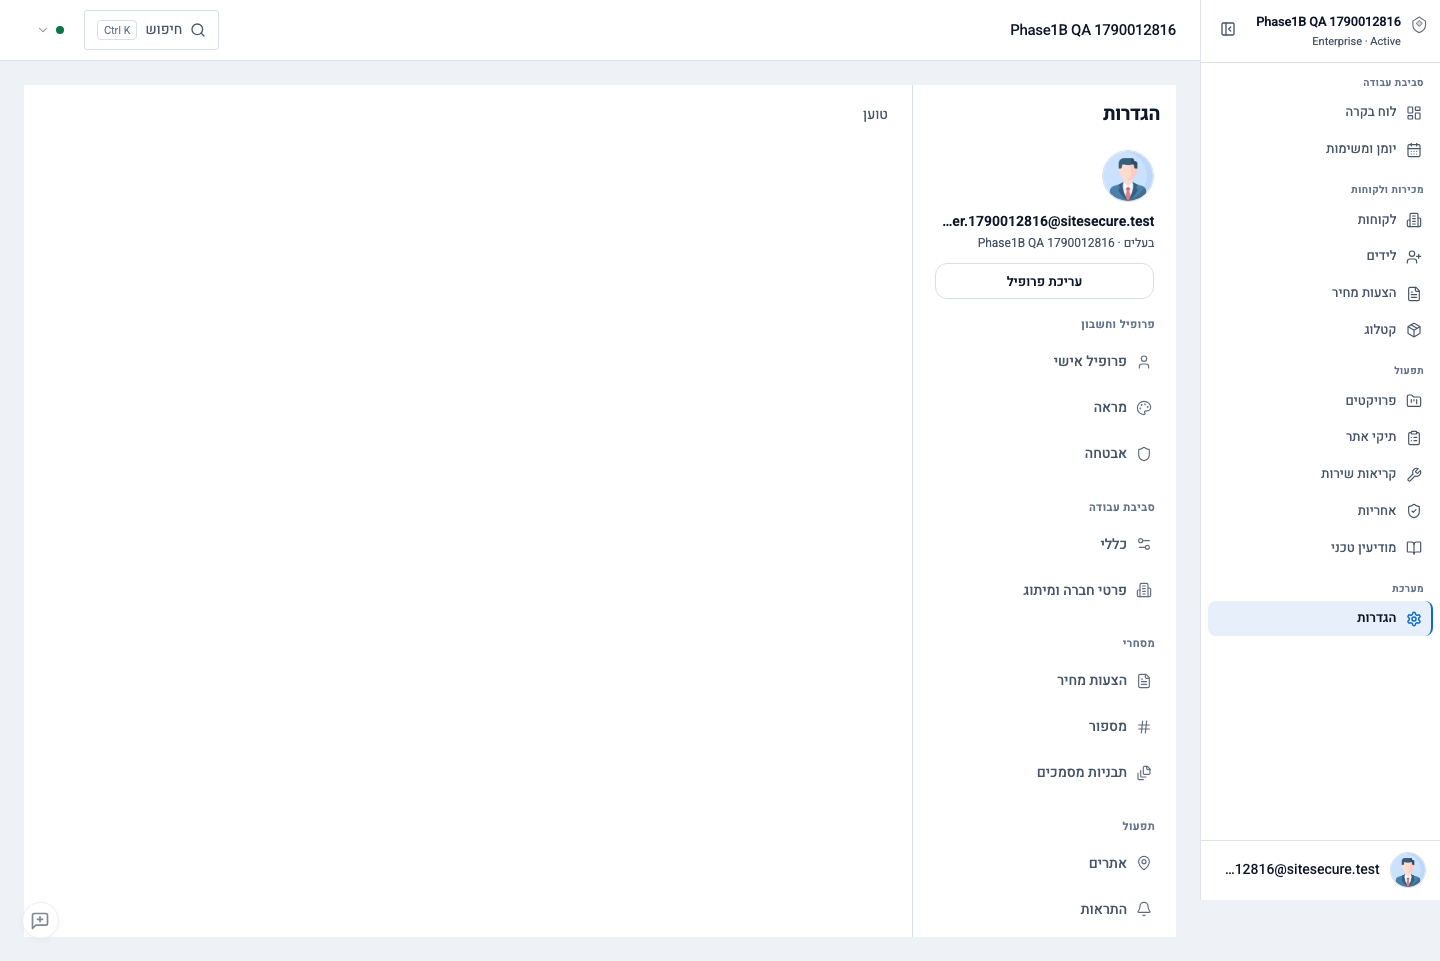 Phase1B QA 1790012816
Enterprise · Active
סביבת עבודה
לוח בקרה
יומן ומשימות
מכירות ולקוחות
לקוחות
לידים
הצעות מחיר
קטלוג
תפעול
פרויקטים
תיקי אתר
קריאות שירות
אחריות
מודיעין טכני
מערכת
הגדרות
...12816@sitesecure.test
Phase1B QA 1790012816
חיפוש
Ctrl K
הגדרות
...er.1790012816@sitesecure.test
בעלים · Phase1B QA 1790012816
עריכת פרופיל
פרופיל וחשבון
פרופיל אישי
מראה
אבטחה
סביבת עבודה
כללי
פרטי חברה ומיתוג
מסחרי
הצעות מחיר
מספור
תבניות מסמכים
תפעול
אתרים
התראות
טוען